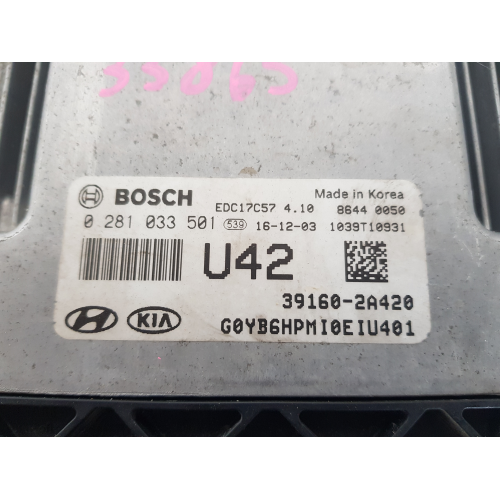 BOSCH EDC17C57 4.10 Made in Korea 8644 0050
0 281 033 501 539 16-12-03 1039T10931
U42
39160-2A420
KIA G0YB6HPMI0EIU401